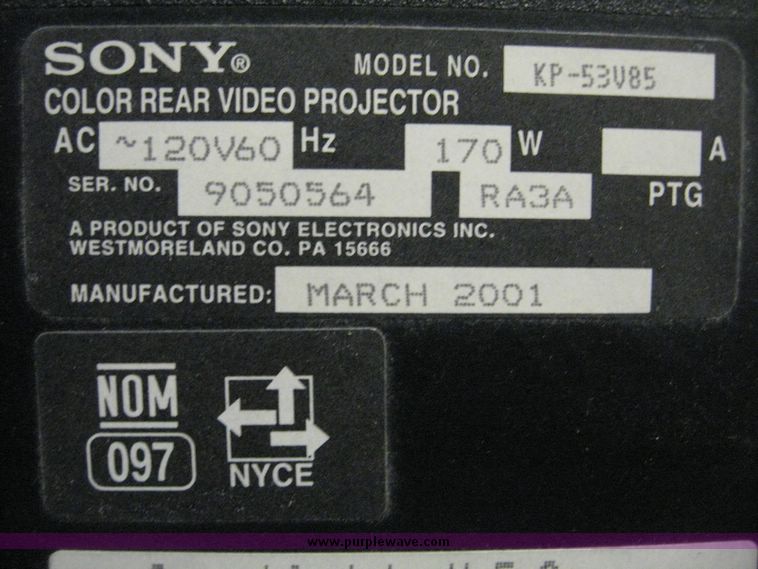 SONY®
MODEL NO. KP-53V85
COLOR REAR VIDEO PROJECTOR
AC ~120V60 Hz 170 W A
SER. NO. 9050564 RA3A PTG
A PRODUCT OF SONY ELECTRONICS INC.
WESTMORELAND CO. PA 15666
MANUFACTURED: MARCH 2001
NOM
097
NYCE
www.purplewave.com